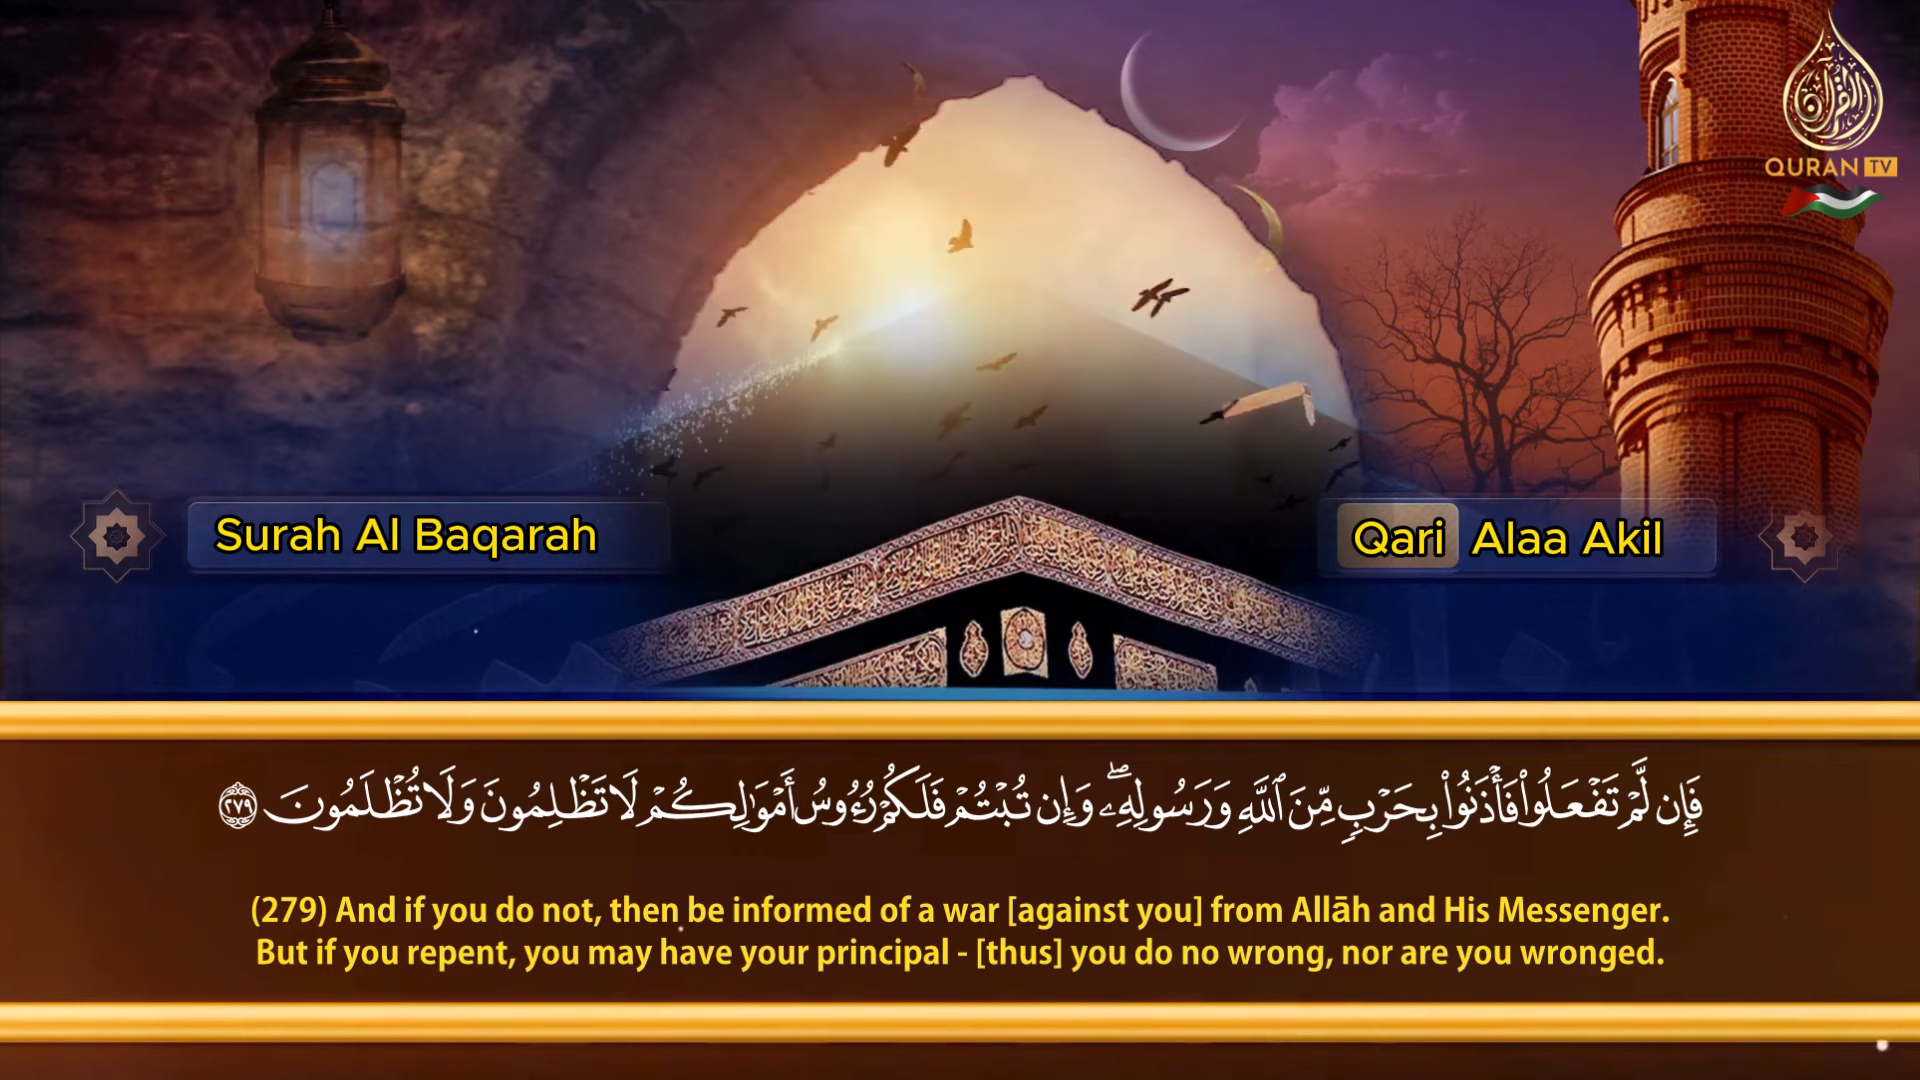 القرآن
QURAN TV
Surah Al Baqarah
Qari Alaa Akil
فَإِن لَّمْ تَفْعَلُوا۟ فَأْذَنُوا۟ بِحَرْبٍ مِّنَ ٱللَّهِ وَرَسُولِهِۦ ۖ وَإِن تُبْتُمْ فَلَكُمْ رُءُوسُ أَمْوَٰلِكُمْ لَا تَظْلِمُونَ وَلَا تُظْلَمُونَ ٢٧٩
(279) And if you do not, then be informed of a war [against you] from Allāh and His Messenger.
But if you repent, you may have your principal - [thus] you do no wrong, nor are you wronged.